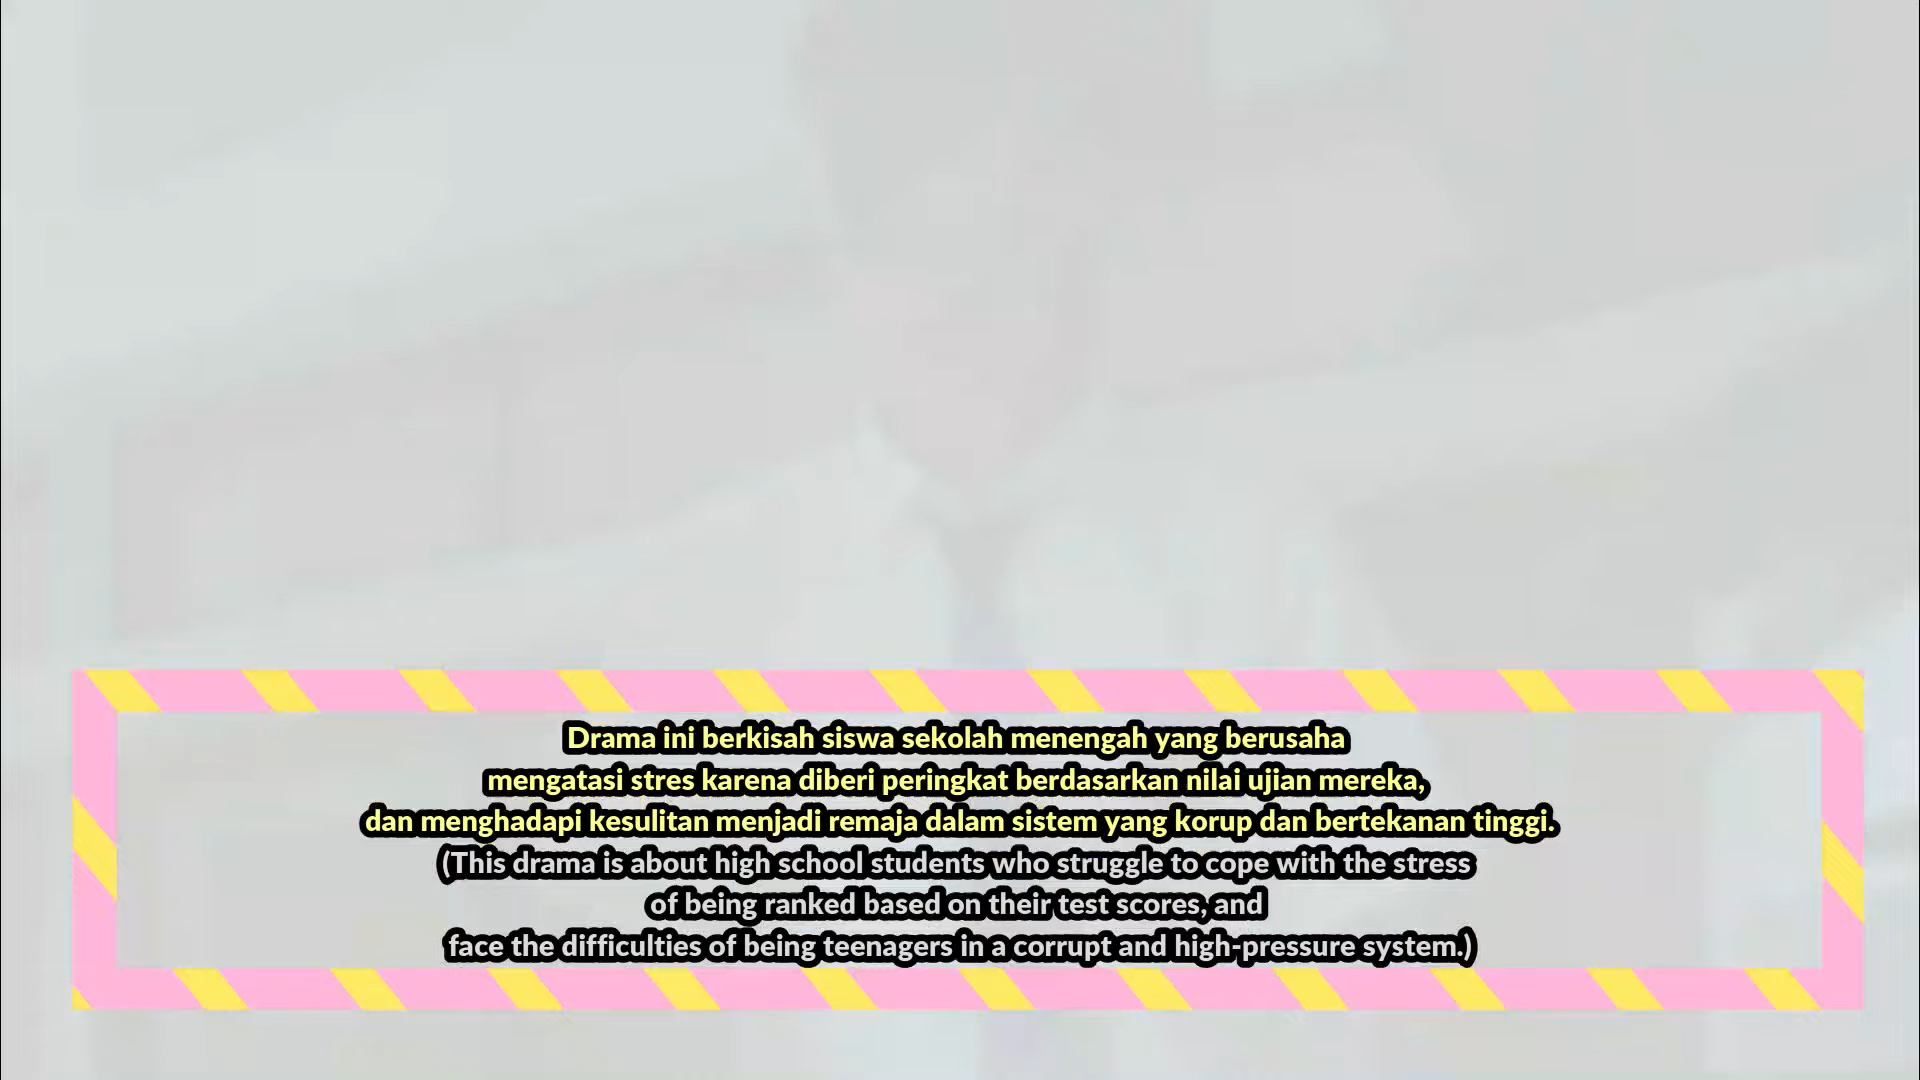 Drama ini berkisah siswa sekolah menengah yang berusaha
mengatasi stres karena diberi peringkat berdasarkan nilai ujian mereka,
dan menghadapi kesulitan menjadi remaja dalam sistem yang korup dan bertekanan tinggi.
(This drama is about high school students who struggle to cope with the stress
of being ranked based on their test scores, and
face the difficulties of being teenagers in a corrupt and high-pressure system.)